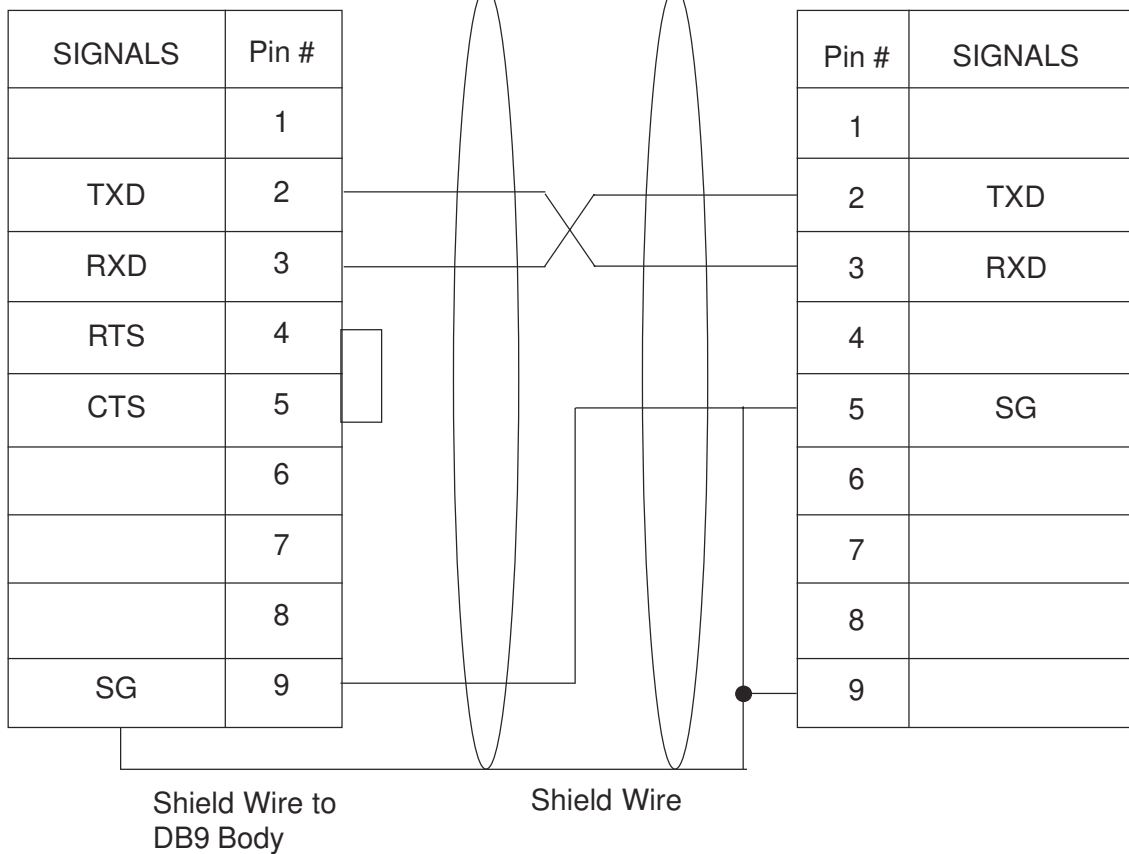 SIGNALS Pin # Pin # SIGNALS
1 1
TXD 2 2 TXD
RXD 3 3 RXD
RTS 4 4
CTS 5 5 SG
6 6
7 7
8 8
SG 9 9
Shield Wire to
DB9 Body
Shield Wire